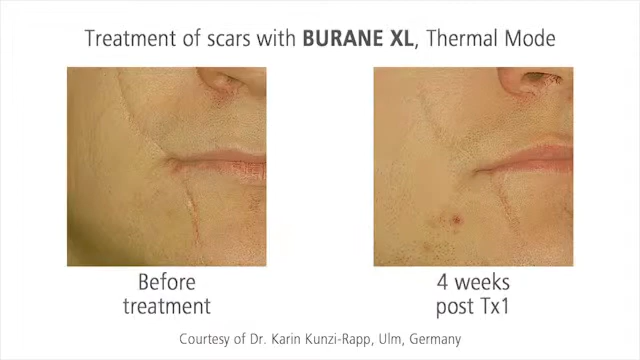 Treatment of scars with BURANE XL, Thermal Mode
Before
treatment
4 weeks
post Tx1
Courtesy of Dr. Karin Kunzi-Rapp, Ulm, Germany